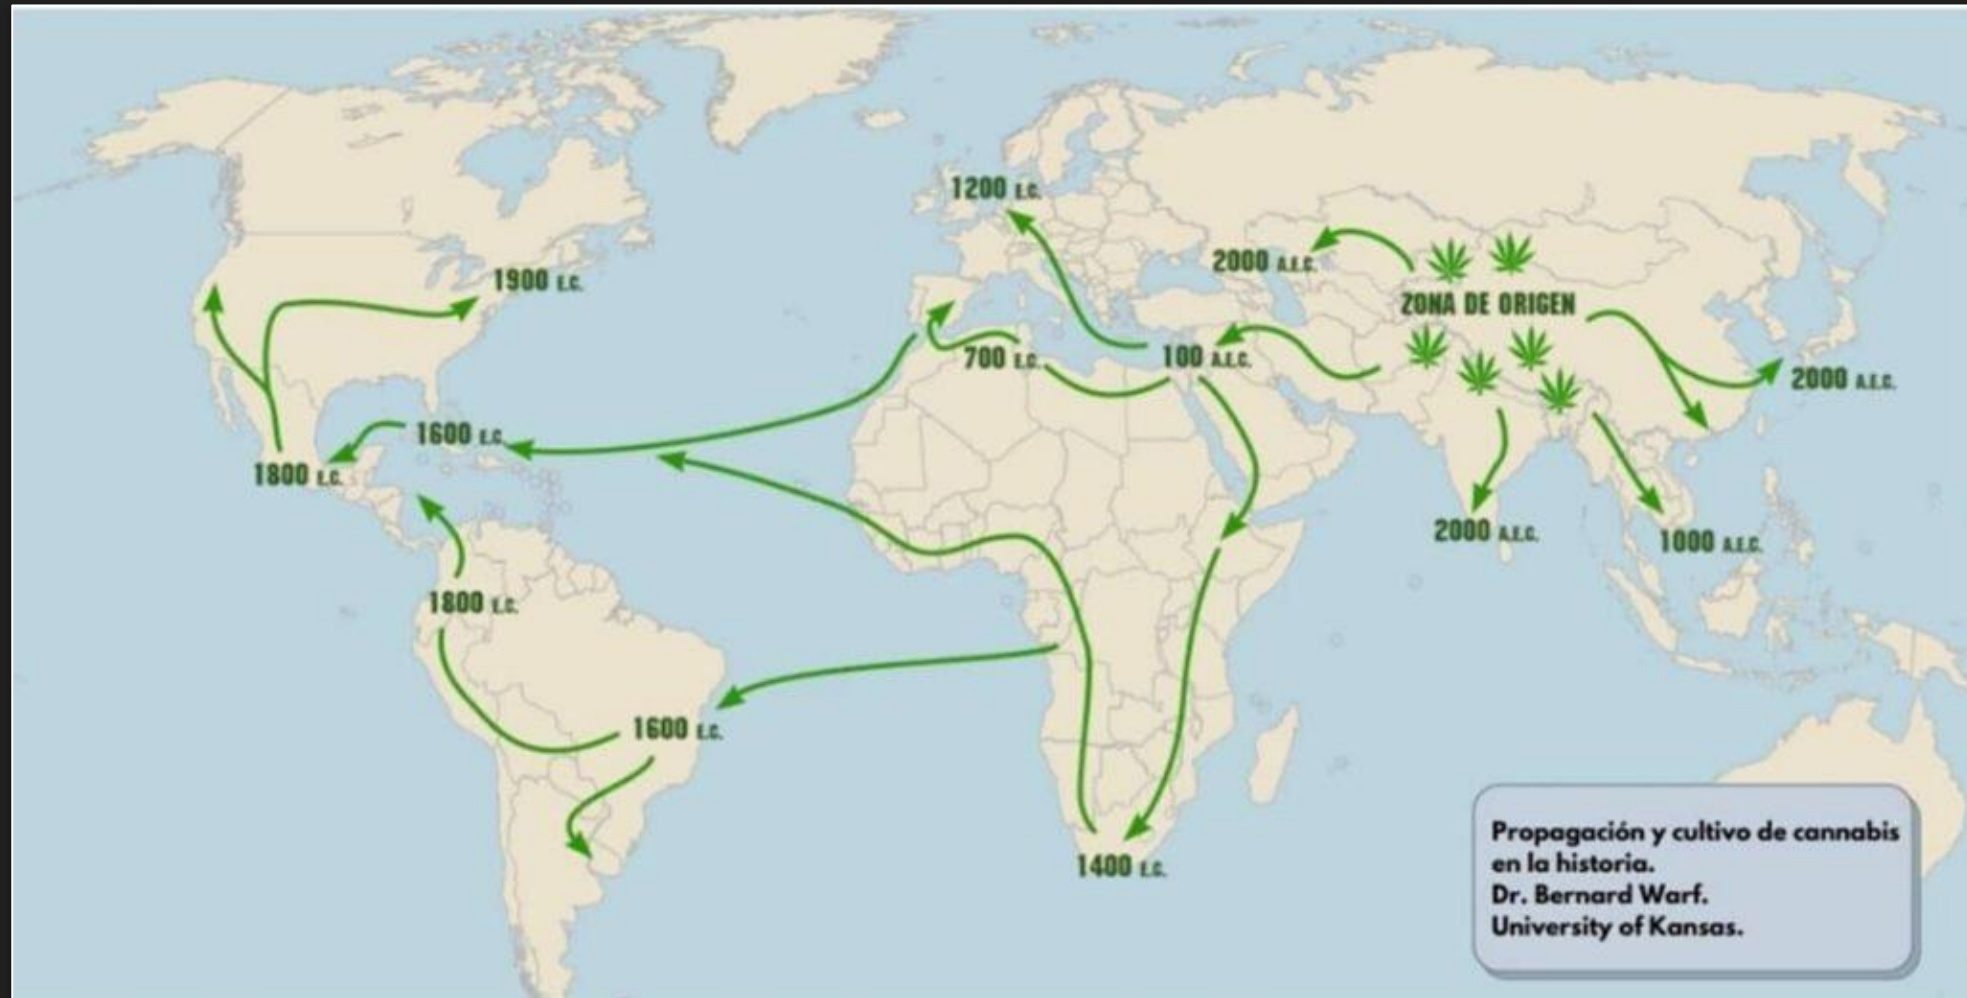 1200 E.C.
2000 A.E.C.
1900 E.C.
ZONA DE ORIGEN
700 E.C.
100 A.E.C.
2000 A.E.C.
1600 E.C.
1800 E.C.
2000 A.E.C.
1000 A.E.C.
1800 E.C.
1600 E.C.
1400 E.C.
Propagación y cultivo de cannabis
en la historia.
Dr. Bernard Warf.
University of Kansas.